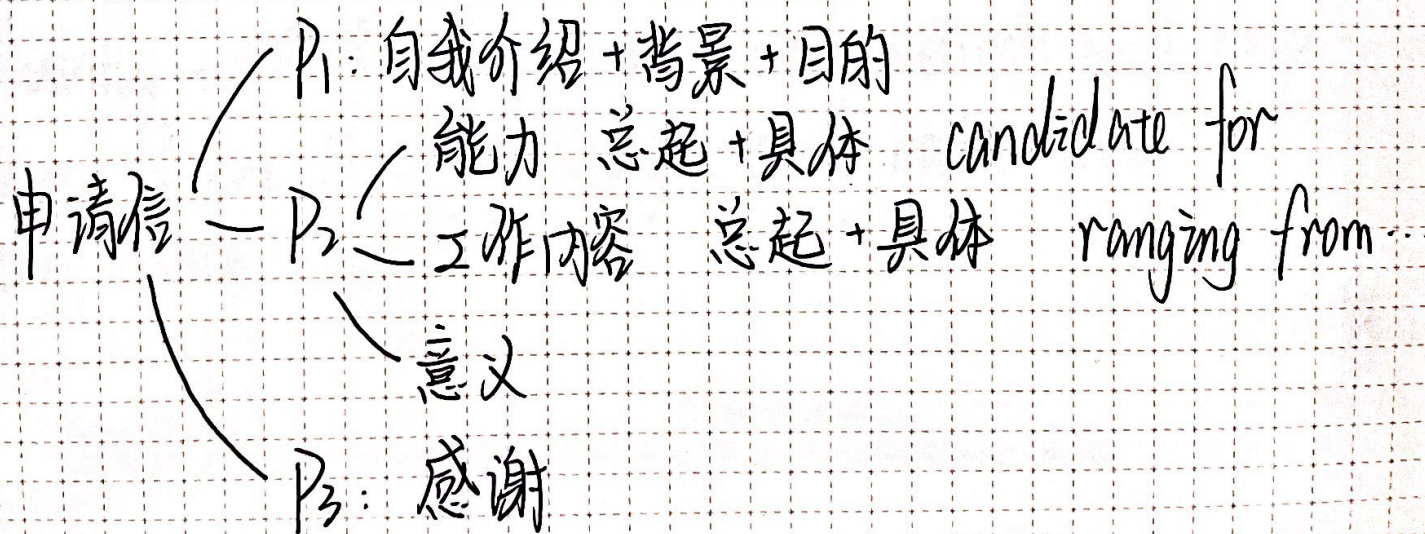 P1: 自我介绍+背景+目的
能力 总起+具体 candidate for
申请信
P2
工作内容 总起+具体 ranging from...
意义
P3: 感谢